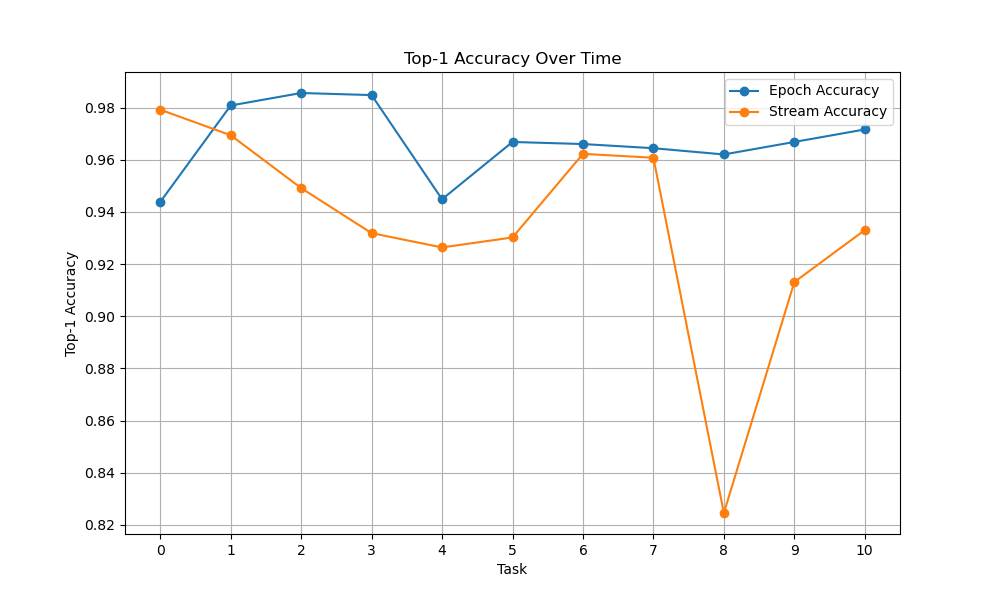 Top-1 Accuracy Over Time
Epoch Accuracy
Stream Accuracy
Top-1 Accuracy
0.98
0.96
0.94
0.92
0.90
0.88
0.86
0.84
0.82
0 1 2 3 4 5 6 7 8 9 10
Task